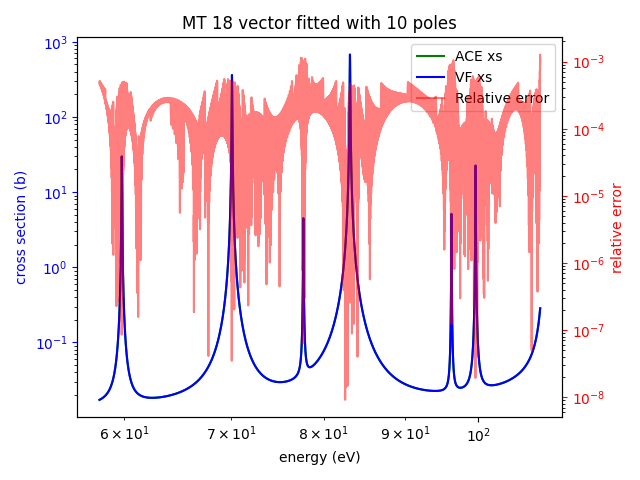 MT 18 vector fitted with 10 poles
10³
10²
10¹
10⁰
10⁻¹
cross section (b)
ACE xs
VF xs
Relative error
10⁻³
10⁻⁴
10⁻⁵
10⁻⁶
10⁻⁷
10⁻⁸
relative error
6 × 10¹
7 × 10¹
8 × 10¹
9 × 10¹
10²
energy (eV)